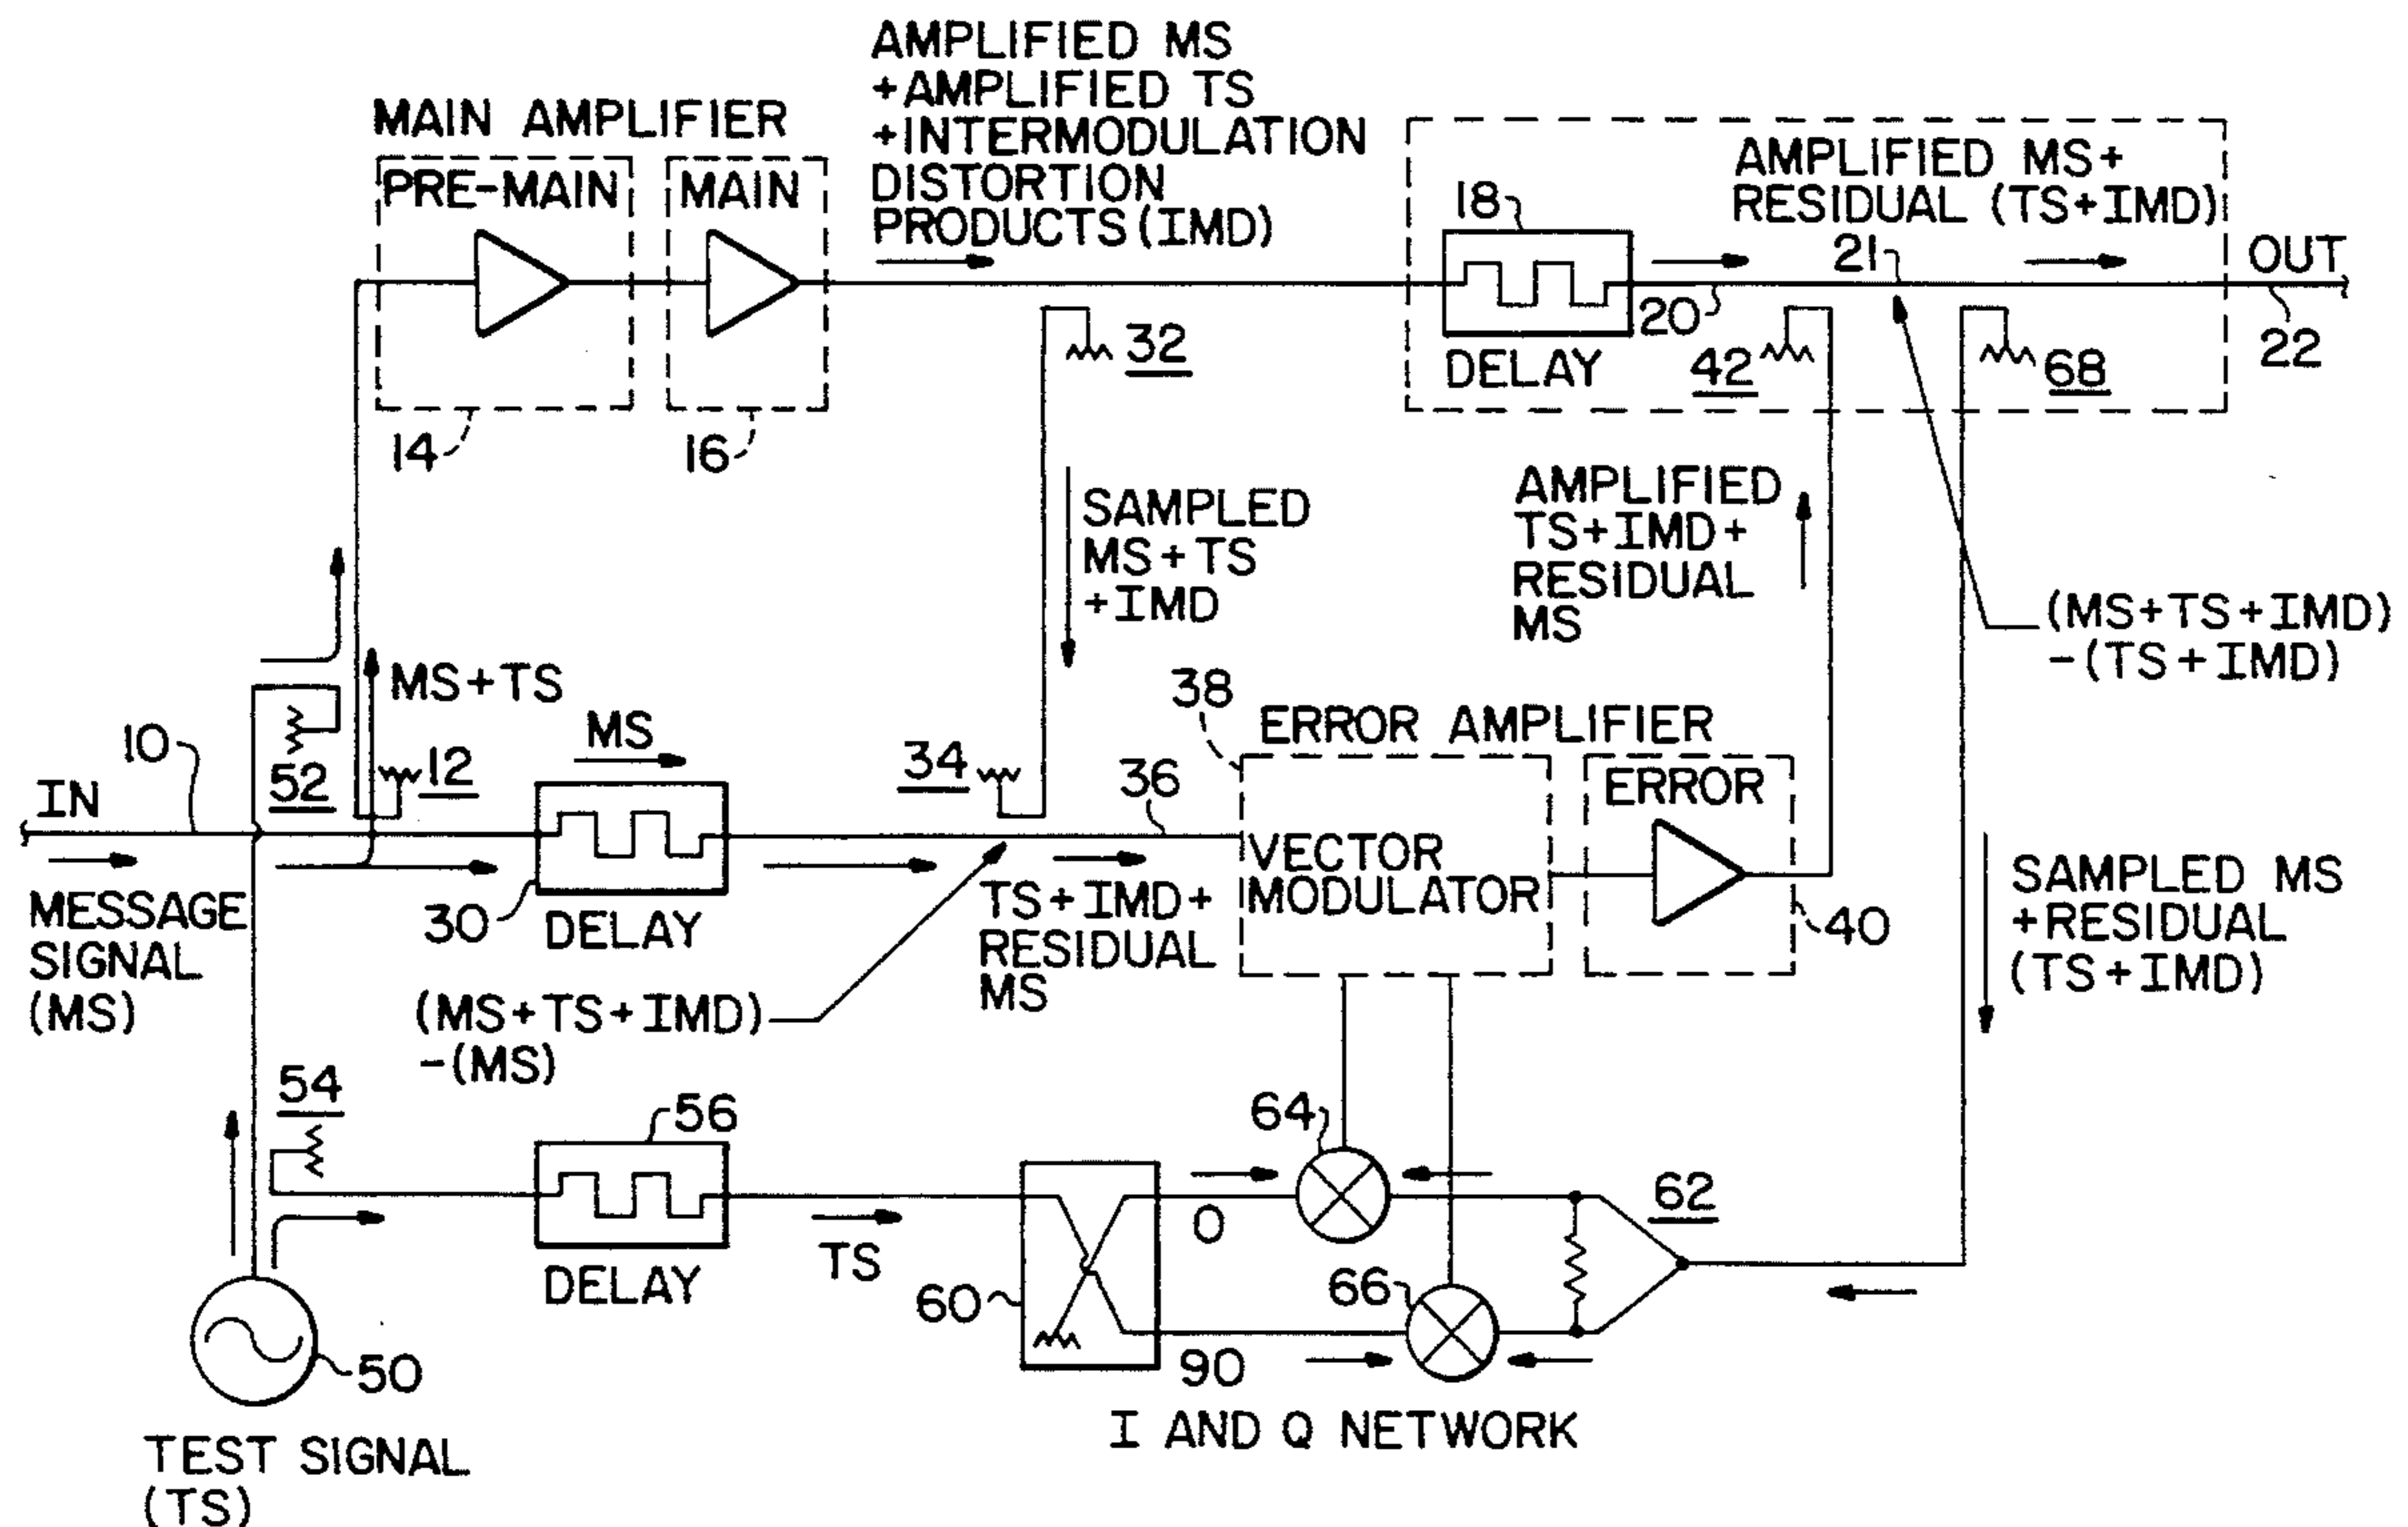 AMPLIFIED MS
+AMPLIFIED TS
+INTERMODULATION
DISTORTION
PRODUCTS (IMD)
MAIN AMPLIFIER
PRE-MAIN
MAIN
14
16
AMPLIFIED MS+
RESIDUAL (TS+IMD)
18
DELAY
20
21
OUT
22
32
42
68
SAMPLED
MS+TS
+IMD
AMPLIFIED
TS+IMD+
RESIDUAL
MS
(MS+TS+IMD)
-(TS+IMD)
MS+TS
10
IN
52
12
MS
34
36
38
ERROR AMPLIFIER
ERROR
VECTOR
MODULATOR
40
MESSAGE
SIGNAL
(MS)
30
DELAY
TS+IMD+
RESIDUAL
MS
(MS+TS+IMD)
-(MS)
SAMPLED MS
+RESIDUAL
(TS+IMD)
54
56
DELAY
TS
60
0
90
64
66
62
50
I AND Q NETWORK
TEST SIGNAL
(TS)